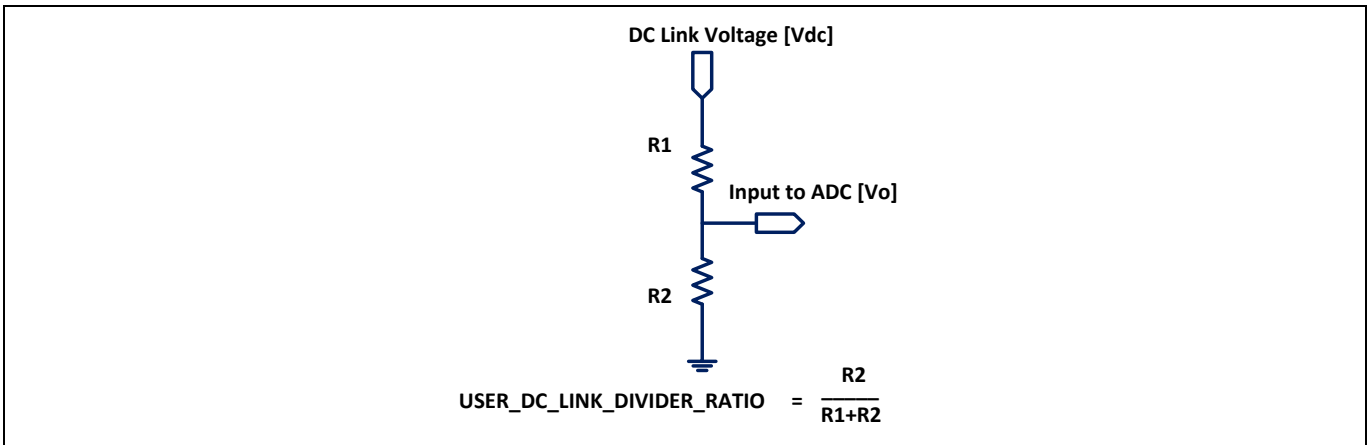 DC Link Voltage [Vdc]
R1
Input to ADC [Vo]
R2
R2
USER_DC_LINK_DIVIDER_RATIO =
R1+R2